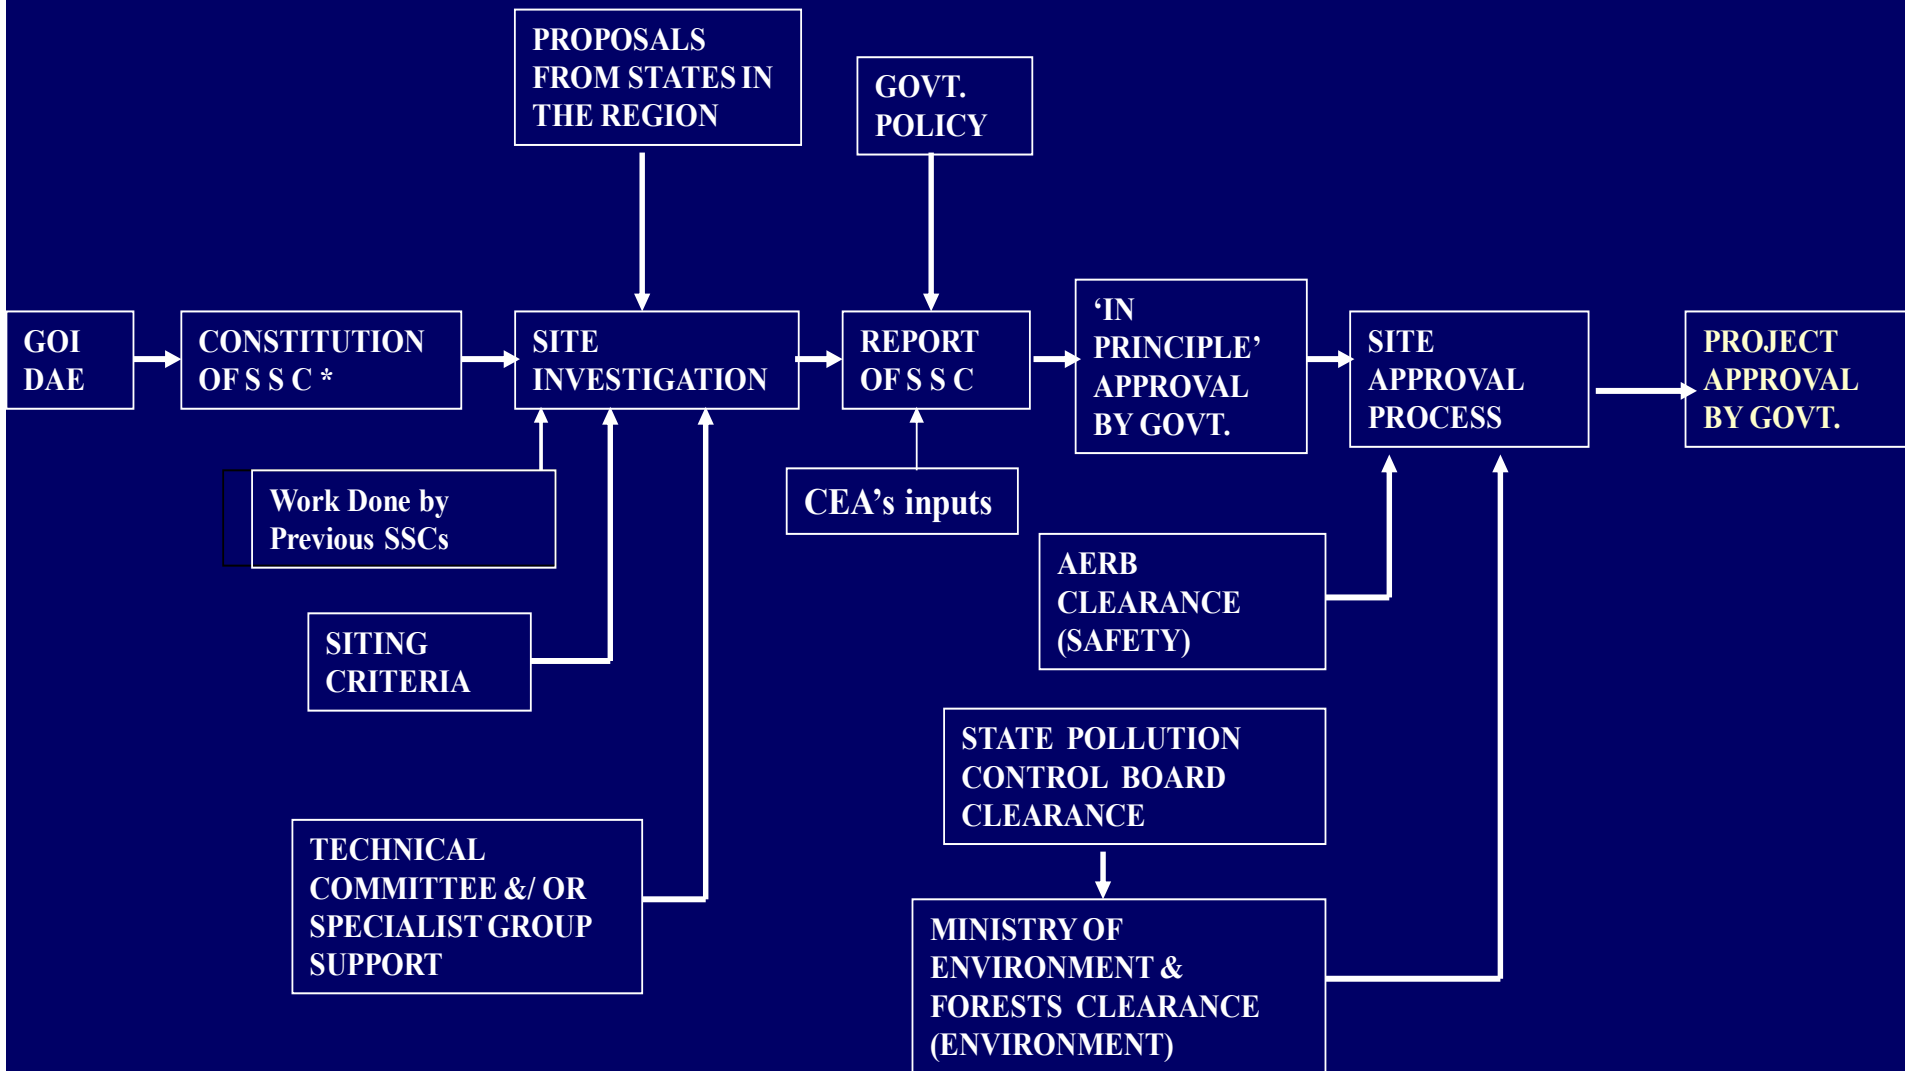 PROPOSALS
FROM STATES IN
THE REGION
GOVT.
POLICY
GOI
DAE
CONSTITUTION
OF S S C *
SITE
INVESTIGATION
REPORT
OF S S C
‘IN
PRINCIPLE’
APPROVAL
BY GOVT.
SITE
APPROVAL
PROCESS
PROJECT
APPROVAL
BY GOVT.
Work Done by
Previous SSCs
CEA’s inputs
AERB
CLEARANCE
(SAFETY)
SITING
CRITERIA
STATE POLLUTION
CONTROL BOARD
CLEARANCE
TECHNICAL
COMMITTEE &/ OR
SPECIALIST GROUP
SUPPORT
MINISTRY OF
ENVIRONMENT &
FORESTS CLEARANCE
(ENVIRONMENT)